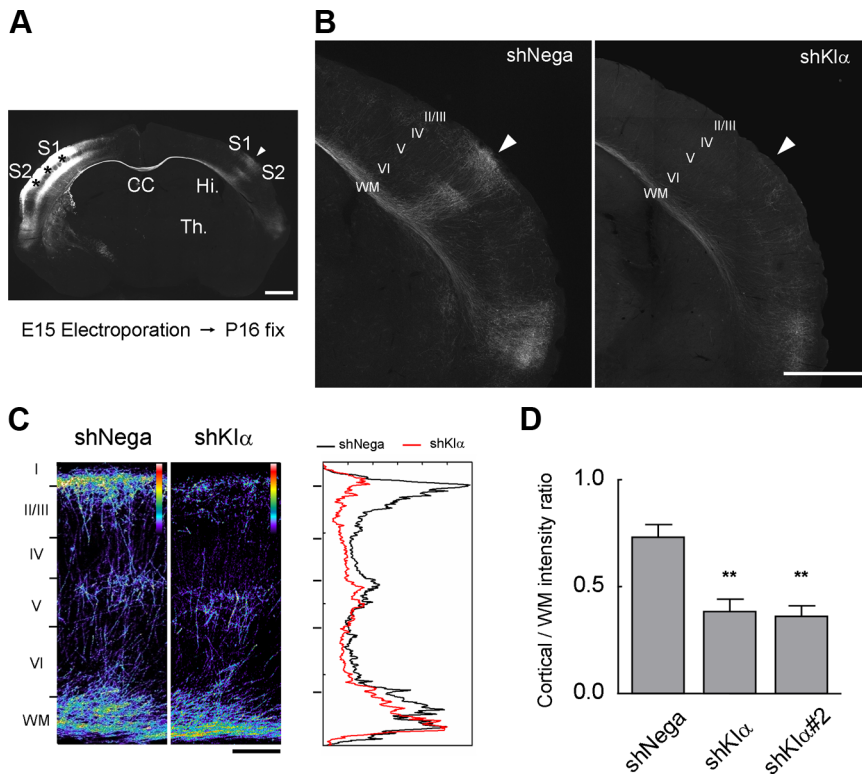 A
S1
S2
S1
S2
CC
Hi.
Th.
E15 Electroporation → P16 fix
B
shNega
II/III
IV
V
VI
WM
shKIα
II/III
IV
V
VI
WM
C
shNega
shKIα
I
II/III
IV
V
VI
WM
shNega
shKIα
D
Cortical / WM intensity ratio
1.0
0.5
0.0
**
**
shNega
shKIα
shKIα#2